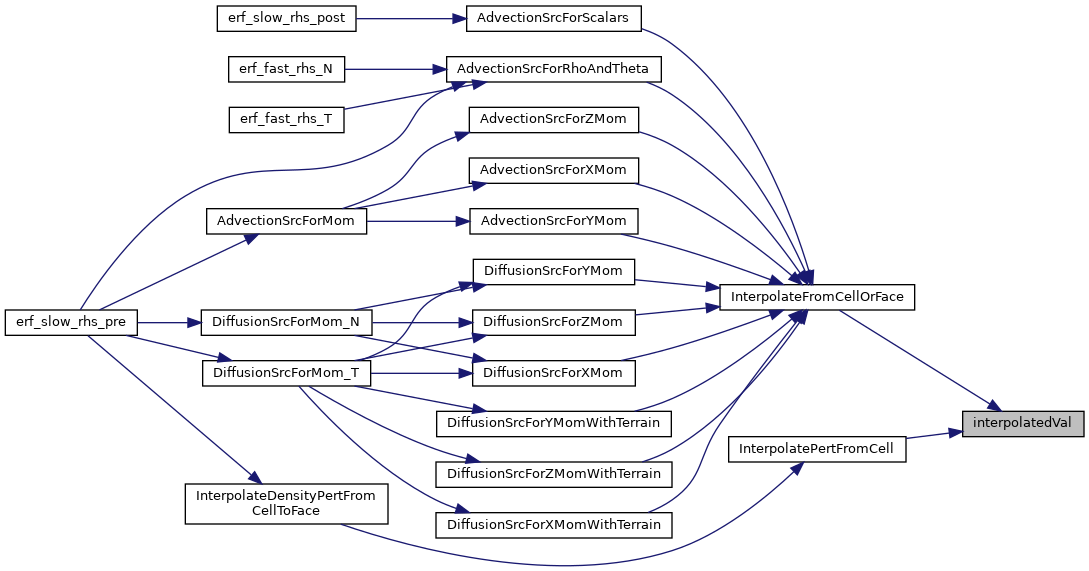 erf_slow_rhs_post
AdvectionSrcForScalars
erf_fast_rhs_N
AdvectionSrcForRhoAndTheta
erf_fast_rhs_T
AdvectionSrcForZMom
AdvectionSrcForXMom
AdvectionSrcForMom
AdvectionSrcForYMom
DiffusionSrcForYMom
InterpolateFromCellOrFace
erf_slow_rhs_pre
DiffusionSrcForMom_N
DiffusionSrcForZMom
DiffusionSrcForMom_T
DiffusionSrcForXMom
DiffusionSrcForYMomWithTerrain
interpolatedVal
InterpolatePertFromCell
DiffusionSrcForZMomWithTerrain
InterpolateDensityPertFrom
CellToFace
DiffusionSrcForXMomWithTerrain